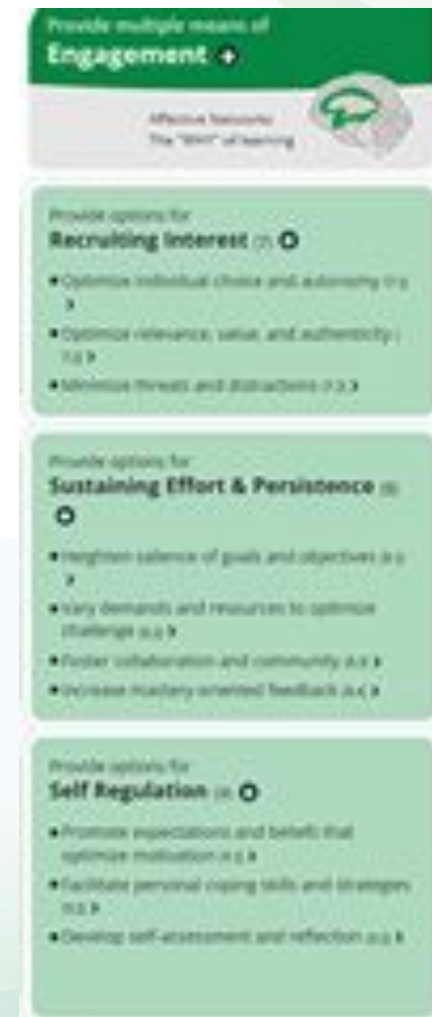 Provide multiple means of
Engagement
Affective Networks
The "WHY" of learning
Provide options for
Recruiting Interest (7)
Optimize individual choice and autonomy
Optimize relevance, value, and authenticity
Minimize threats and distractions
Provide options for
Sustaining Effort & Persistence (8)
Heighten salience of goals and objectives
Vary demands and resources to optimize
challenge
Foster collaboration and community
Increase mastery-oriented feedback
Provide options for
Self Regulation (9)
Promote expectations and beliefs that
optimize motivation
Facilitate personal coping skills and strategies
Develop self-assessment and reflection